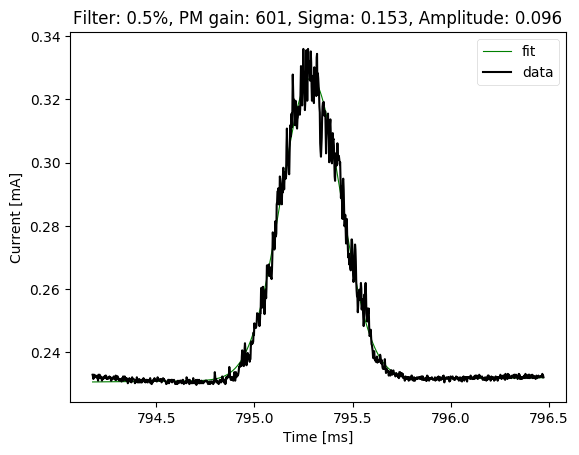 Filter: 0.5%, PM gain: 601, Sigma: 0.153, Amplitude: 0.096
fit
data
0.34
0.32
0.30
0.28
0.26
0.24
Current [mA]
794.5
795.0
795.5
796.0
796.5
Time [ms]